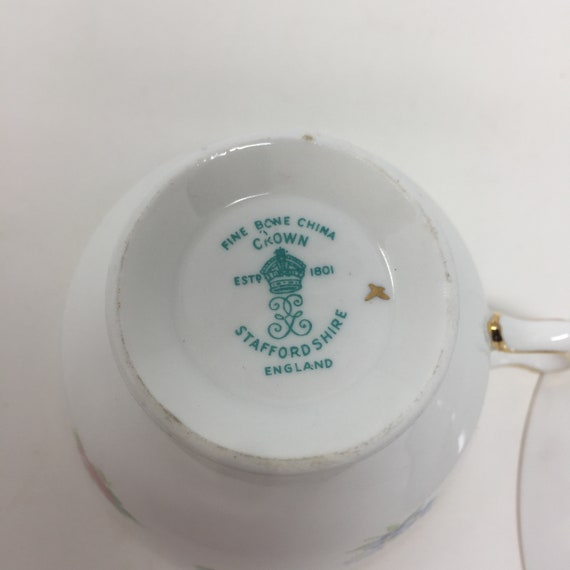 FINE BONE CHINA
CROWN
ESTD 1801
STAFFORDSHIRE
ENGLAND